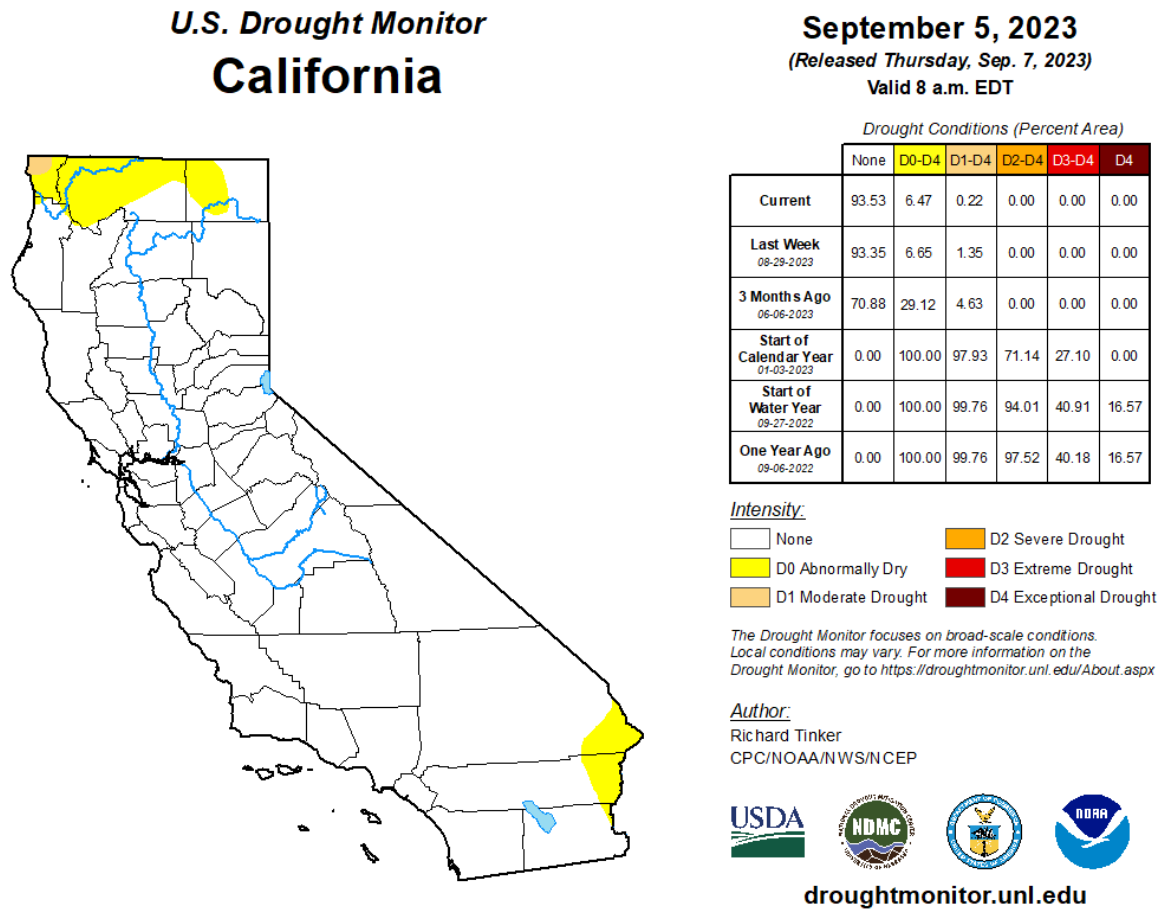 U.S. Drought Monitor
California
September 5, 2023
(Released Thursday, Sep. 7, 2023)
Valid 8 a.m. EDT
Drought Conditions (Percent Area)
None D0-D4 D1-D4 D2-D4 D3-D4 D4
Current 93.53 6.47 0.22 0.00 0.00 0.00
Last Week
08-29-2023
93.35 6.65 1.35 0.00 0.00 0.00
3 Months Ago
06-06-2023
70.88 29.12 4.63 0.00 0.00 0.00
Start of
Calendar Year
01-03-2023
0.00 100.00 97.93 71.14 27.10 0.00
Start of
Water Year
09-27-2022
0.00 100.00 99.76 94.01 40.91 16.57
One Year Ago
09-06-2022
0.00 100.00 99.76 97.52 40.18 16.57
Intensity:
None
D0 Abnormally Dry
D1 Moderate Drought
D2 Severe Drought
D3 Extreme Drought
D4 Exceptional Drought
The Drought Monitor focuses on broad-scale conditions.
Local conditions may vary. For more information on the
Drought Monitor, go to https://droughtmonitor.unl.edu/About.aspx
Author:
Richard Tinker
CPC/NOAA/NWS/NCEP
USDA
NDMC
NOAA
droughtmonitor.unl.edu